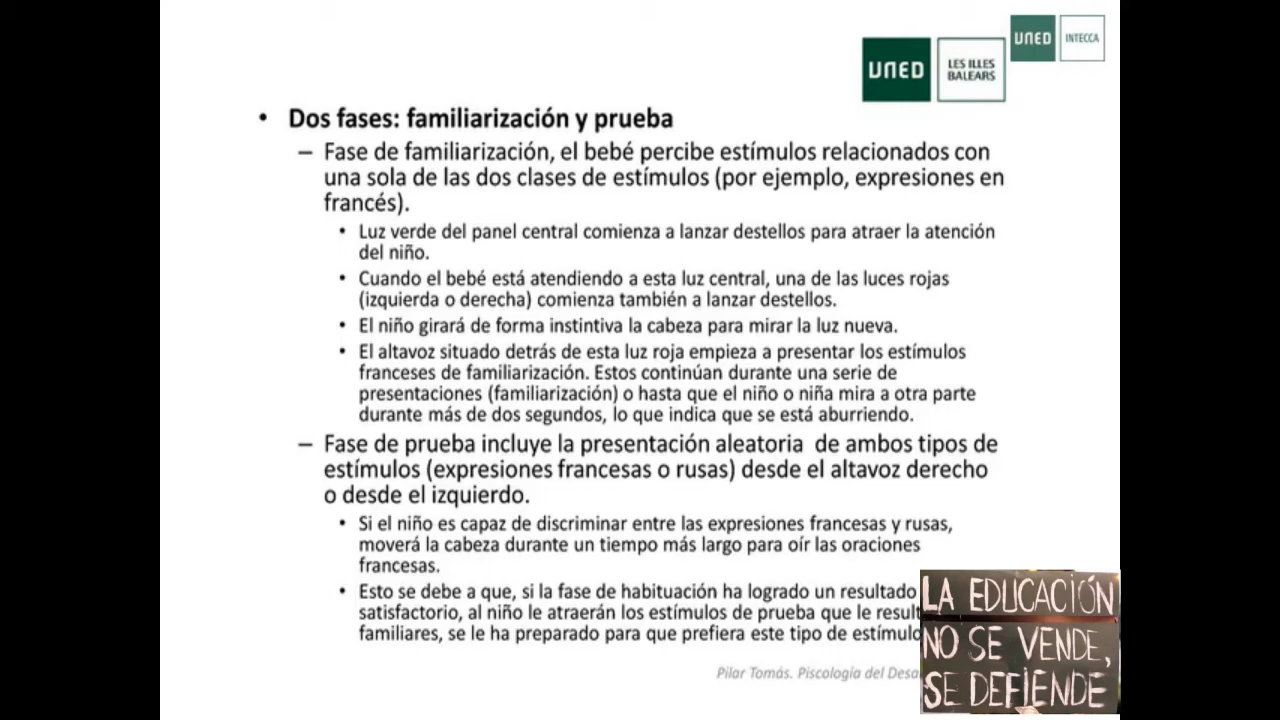 UNED
INTECCA
UNED
LES ILLES
BALEARS
• Dos fases: familiarización y prueba
– Fase de familiarización, el bebé percibe estímulos relacionados con
una sola de las dos clases de estímulos (por ejemplo, expresiones en
francés).
• Luz verde del panel central comienza a lanzar destellos para atraer la atención
del niño.
• Cuando el bebé está atendiendo a esta luz central, una de las luces rojas
(izquierda o derecha) comienza también a lanzar destellos.
• El niño girará de forma instintiva la cabeza para mirar la luz nueva.
• El altavoz situado detrás de esta luz roja empieza a presentar los estímulos
franceses de familiarización. Estos continúan durante una serie de
presentaciones (familiarización) o hasta que el niño o niña mira a otra parte
durante más de dos segundos, lo que indica que se está aburriendo.
– Fase de prueba incluye la presentación aleatoria de ambos tipos de
estímulos (expresiones francesas o rusas) desde el altavoz derecho
o desde el izquierdo.
• Si el niño es capaz de discriminar entre las expresiones francesas y rusas,
moverá la cabeza durante un tiempo más largo para oír las oraciones
francesas.
• Esto se debe a que, si la fase de habituación ha logrado un resultado
satisfactorio, al niño le atraerán los estímulos de prueba que le
familiares, se le ha preparado para que prefiera este tipo de
Pilar Tomás. Piscología del
LA EDUCACIÓN
NO SE VENDE,
SE DEFIENDE